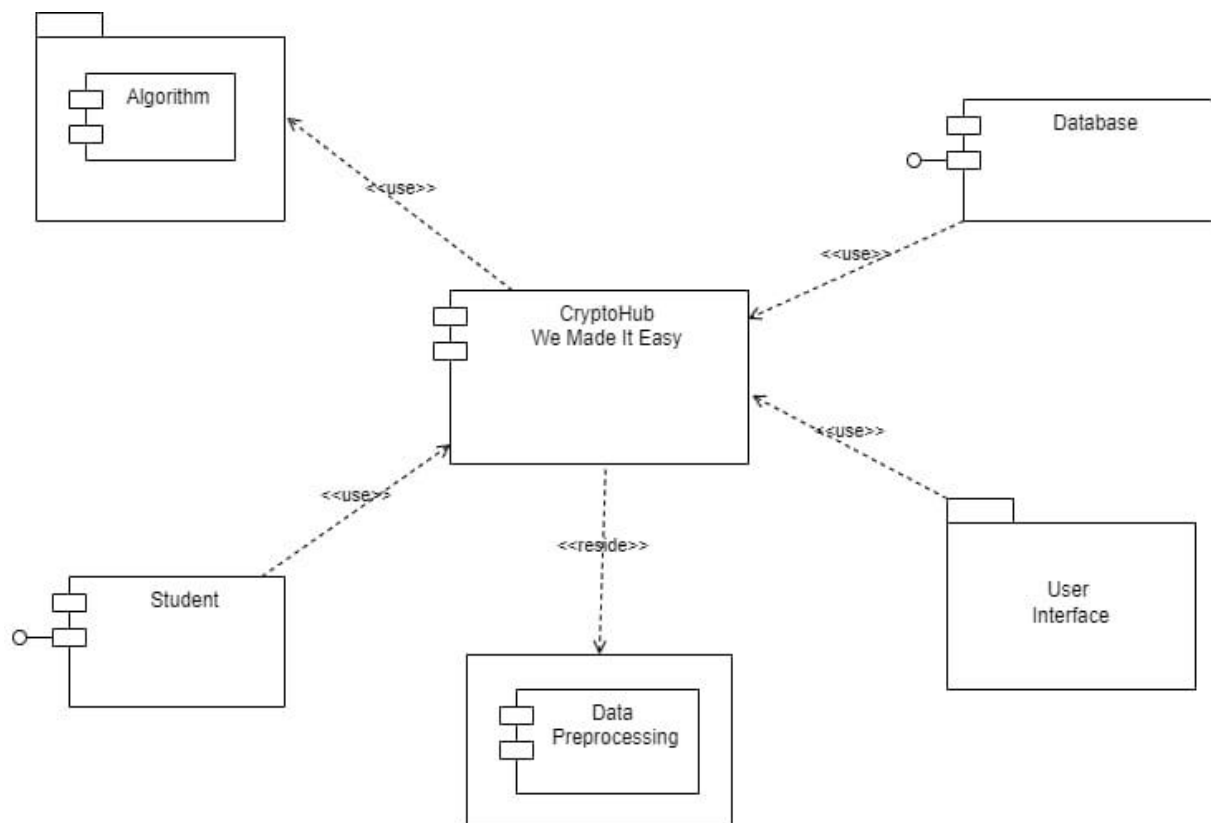 Algorithm
Database
<<use>>
<<use>>
CryptoHub
We Made It Easy
<<use>>
<<use>>
<<reside>>
Student
User
Interface
Data
Preprocessing